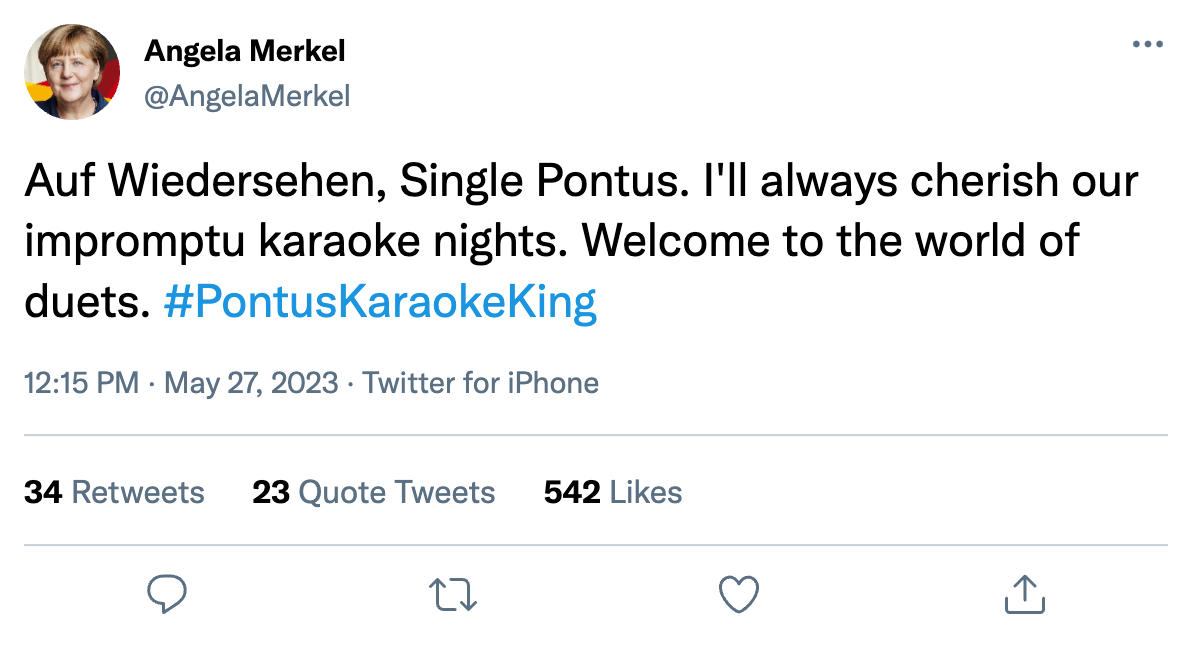 Angela Merkel
@AngelaMerkel
Auf Wiedersehen, Single Pontus. I'll always cherish our
impromptu karaoke nights. Welcome to the world of
duets. #PontusKaraokeKing
12:15 PM · May 27, 2023 · Twitter for iPhone
34 Retweets 23 Quote Tweets 542 Likes